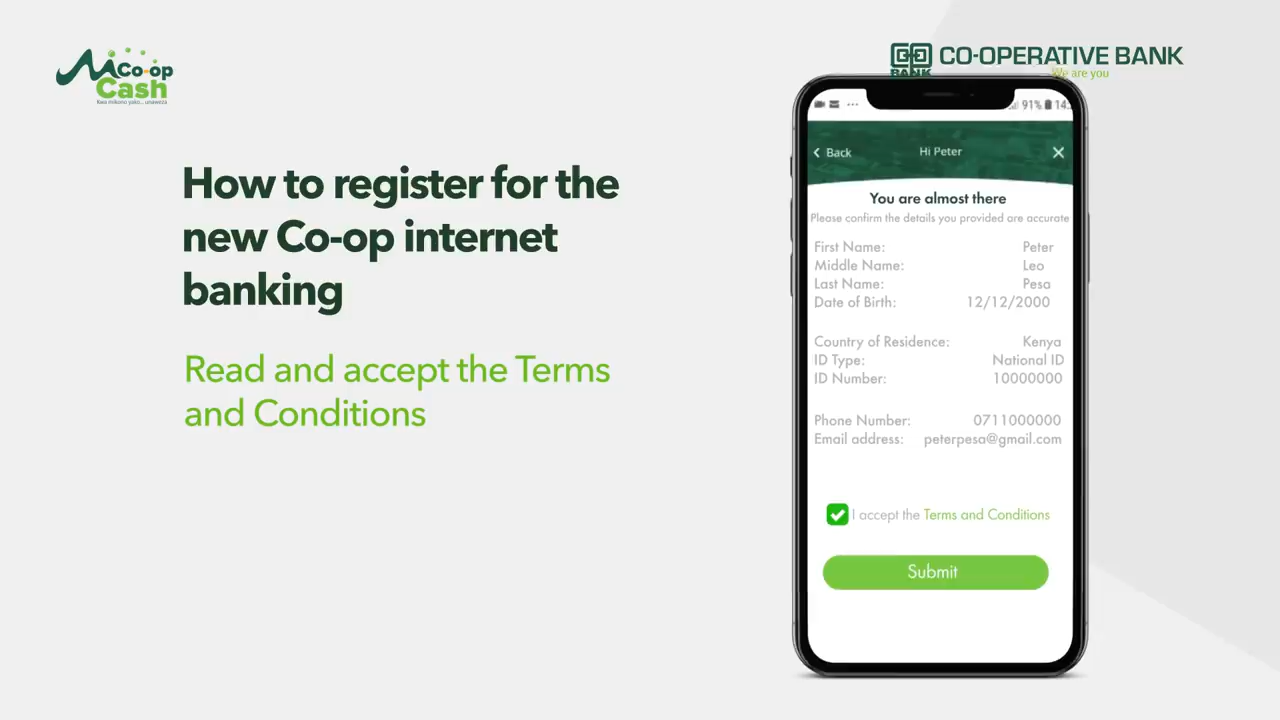 Co-op
Cash
Kwa mikono yako... unaweza
BANK
CO-OPERATIVE BANK
We are you
How to register for the
new Co-op internet
banking
Read and accept the Terms
and Conditions
91%
Back
Hi Peter
You are almost there
Please confirm the details you provided are accurate
First Name: Peter
Middle Name: Leo
Last Name: Pesa
Date of Birth: 12/12/2000
Country of Residence: Kenya
ID Type: National ID
ID Number: 10000000
Phone Number: 0711000000
Email address: peterpesa@gmail.com
I accept the Terms and Conditions
Submit